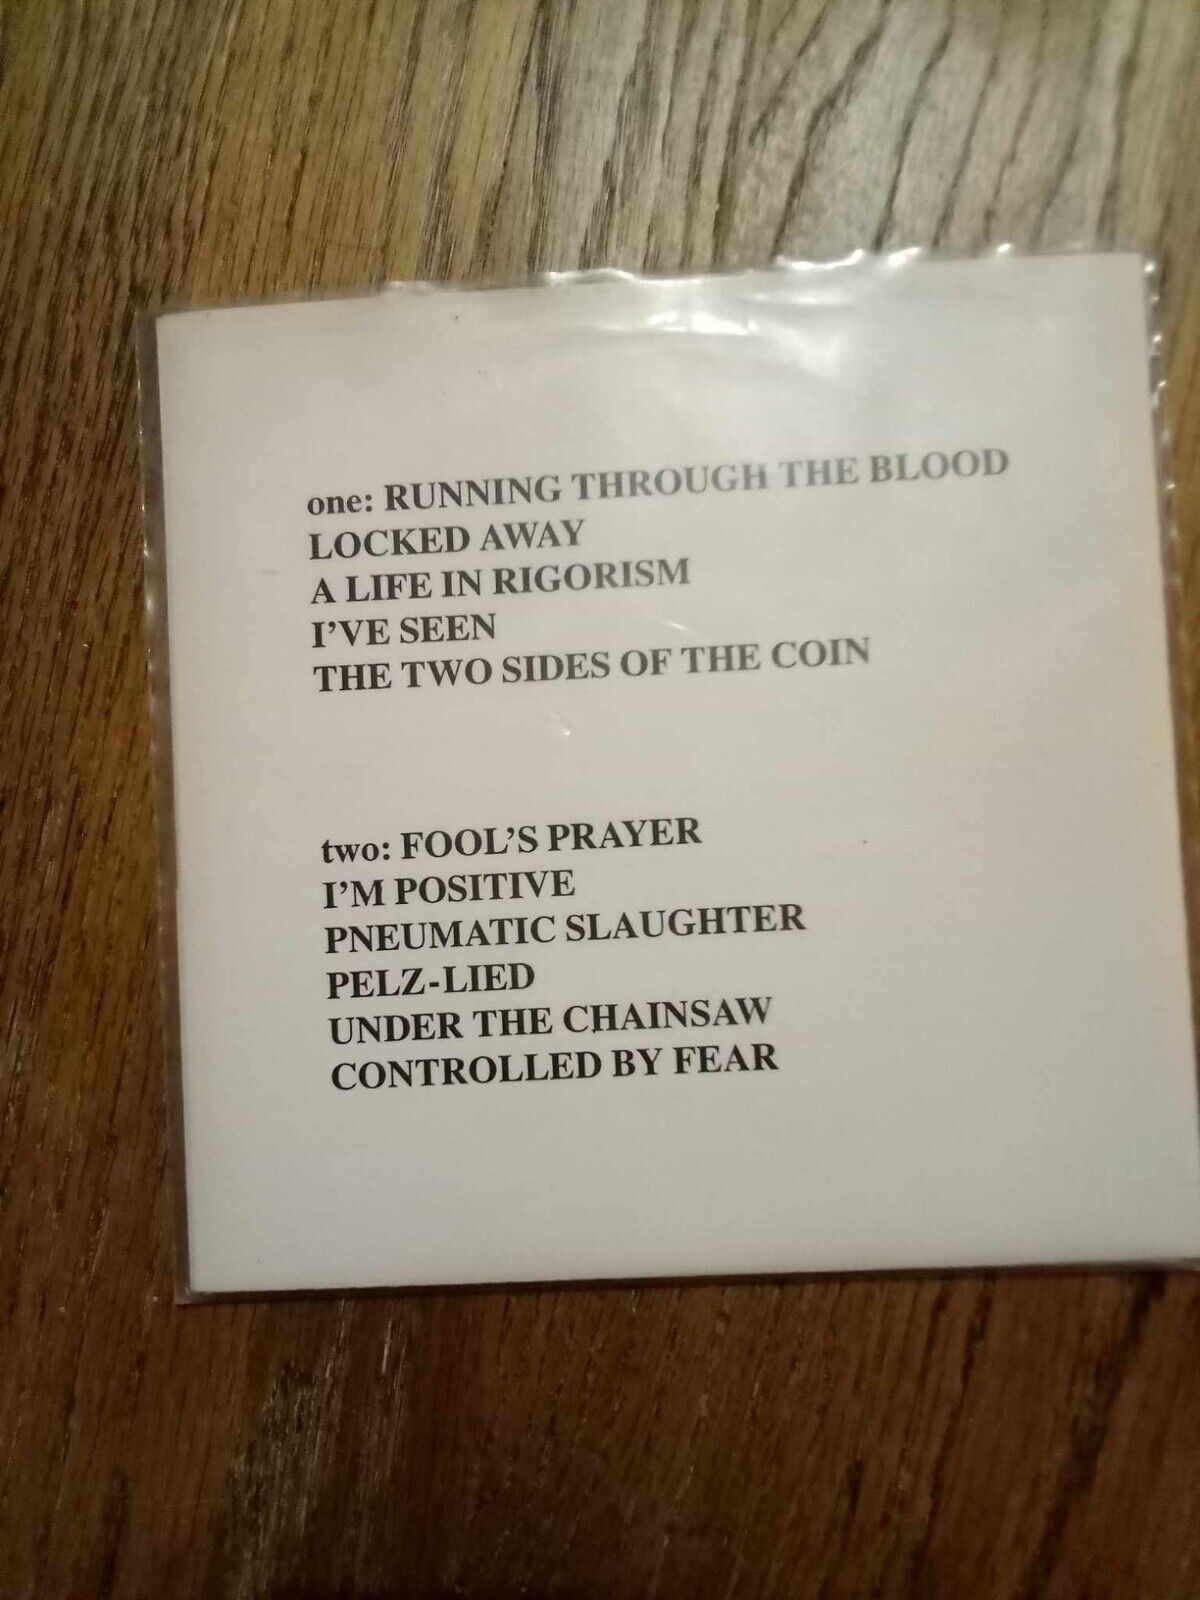 one: RUNNING THROUGH THE BLOOD
LOCKED AWAY
A LIFE IN RIGORISM
I'VE SEEN
THE TWO SIDES OF THE COIN
two: FOOL'S PRAYER
I'M POSITIVE
PNEUMATIC SLAUGHTER
PELZ-LIED
UNDER THE CHAINSAW
CONTROLLED BY FEAR